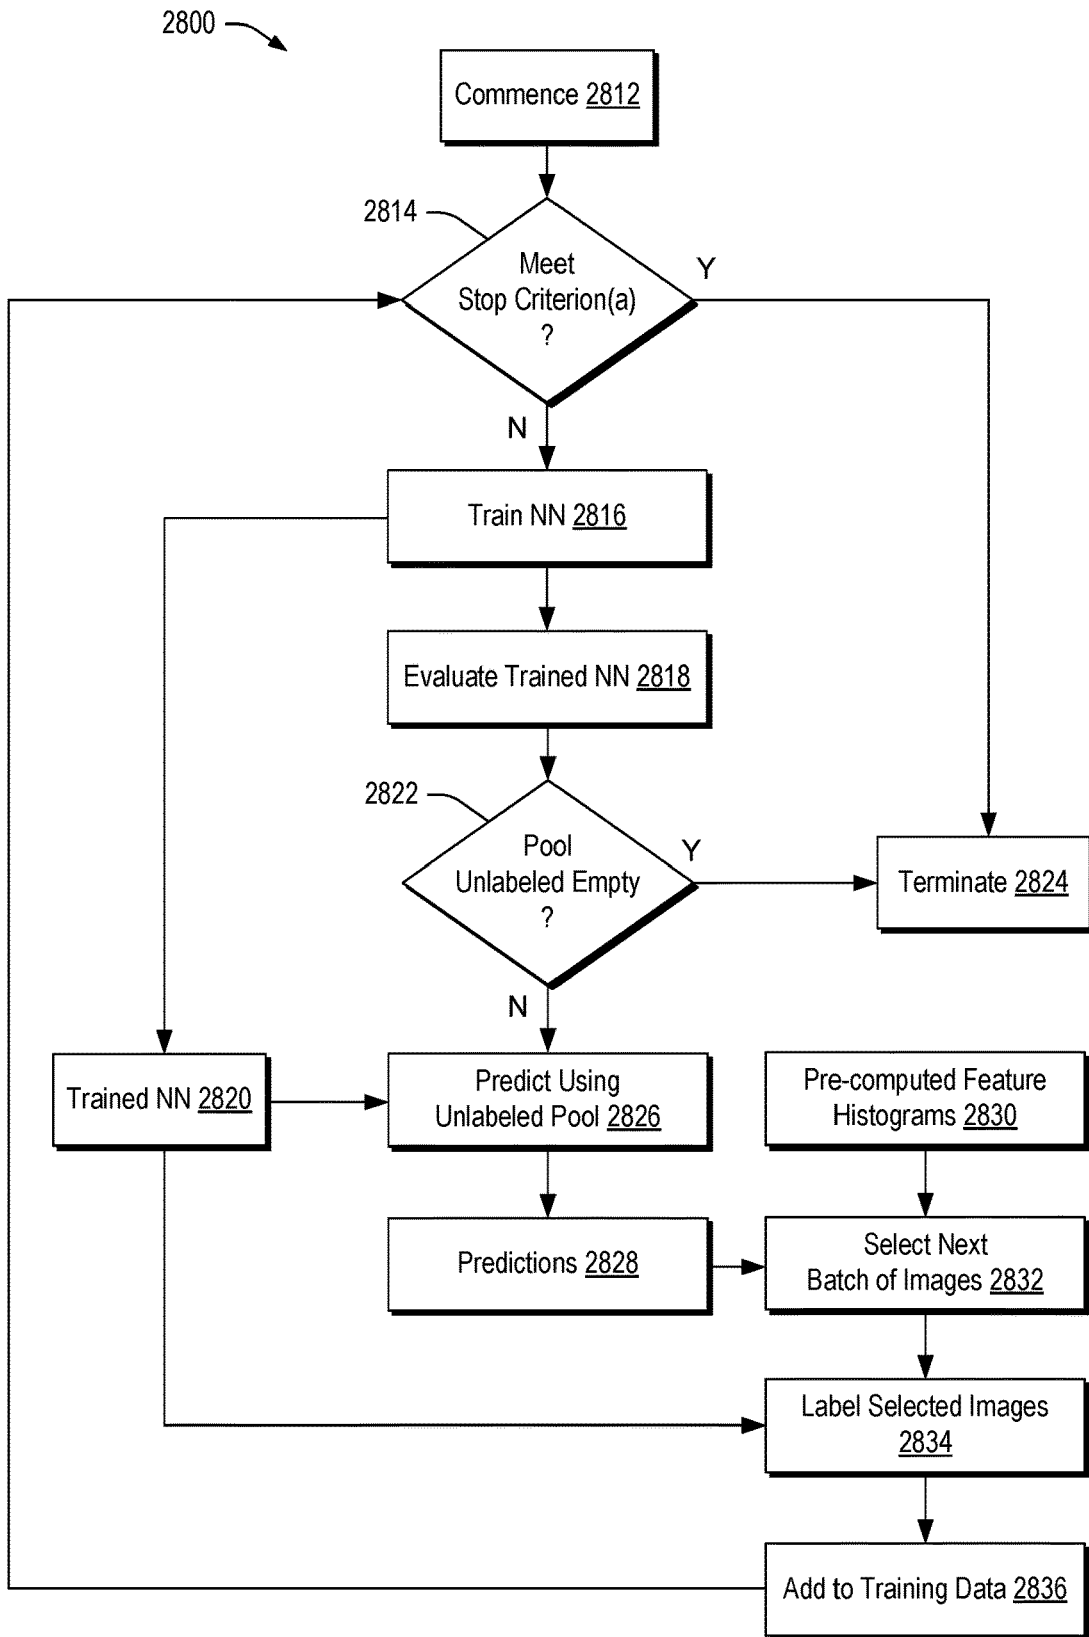 2800
Commence 2812
2814
Meet
Stop Criterion(a)
?
Y
N
Train NN 2816
Evaluate Trained NN 2818
2822
Pool
Unlabeled Empty
?
Y
Terminate 2824
N
Trained NN 2820
Predict Using
Unlabeled Pool 2826
Pre-computed Feature
Histograms 2830
Predictions 2828
Select Next
Batch of Images 2832
Label Selected Images
2834
Add to Training Data 2836